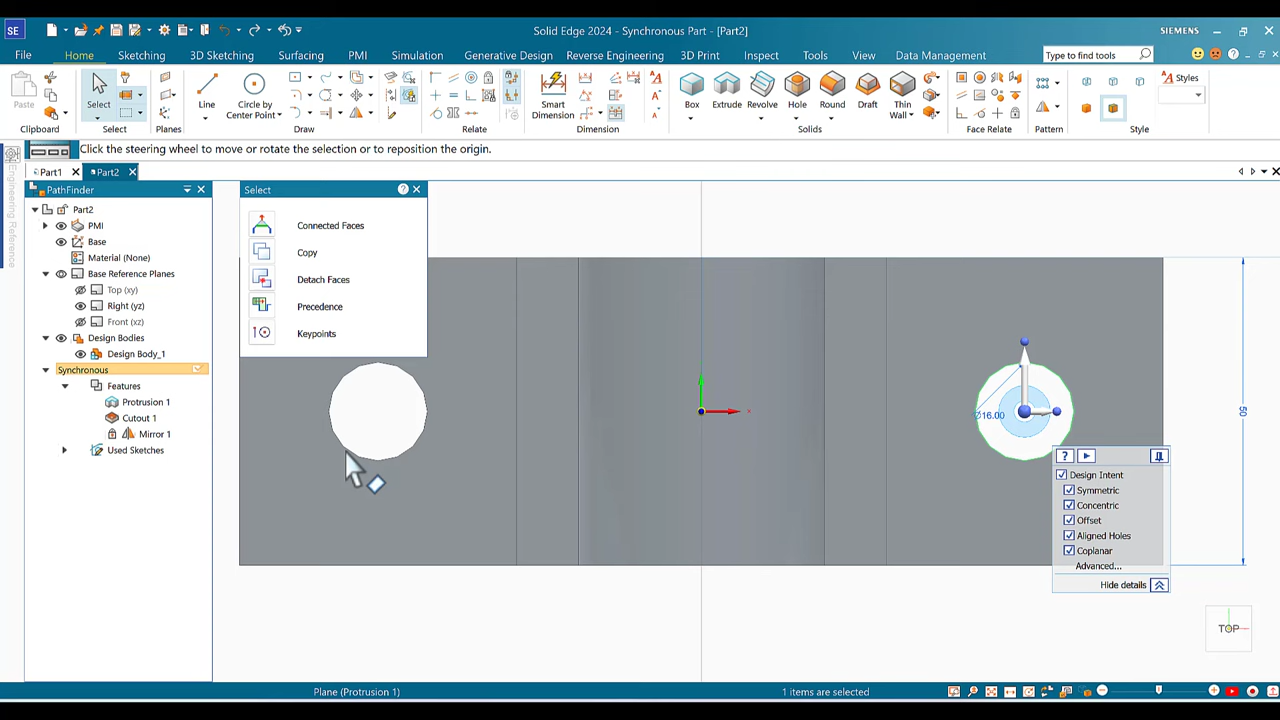 SE
Solid Edge 2024 - Synchronous Part - [Part2]
SIEMENS
File Home Sketching 3D Sketching Surfacing PMI Simulation Generative Design Reverse Engineering 3D Print Inspect Tools View Data Management
Type to find tools
Paste
Select
Line
Circle by
Center Point
Smart
Dimension
Box
Extrude
Revolve
Hole
Round
Draft
Thin
Wall
Styles
Clipboard
Select
Planes
Draw
Relate
Dimension
Solids
Face Relate
Pattern
Style
Click the steering wheel to move or rotate the selection or to reposition the origin.
Part1
Part2
Engineering Reference
PathFinder
Part2
PMI
Base
Material (None)
Base Reference Planes
Top (xy)
Right (yz)
Front (xz)
Design Bodies
Design Body_1
Synchronous
Features
Protrusion 1
Cutout 1
Mirror 1
Used Sketches
Select
Connected Faces
Copy
Detach Faces
Precedence
Keypoints
x
∅16.00
50
Design Intent
Symmetric
Concentric
Offset
Aligned Holes
Coplanar
Advanced...
Hide details
TOP
Plane (Protrusion 1)
1 items are selected